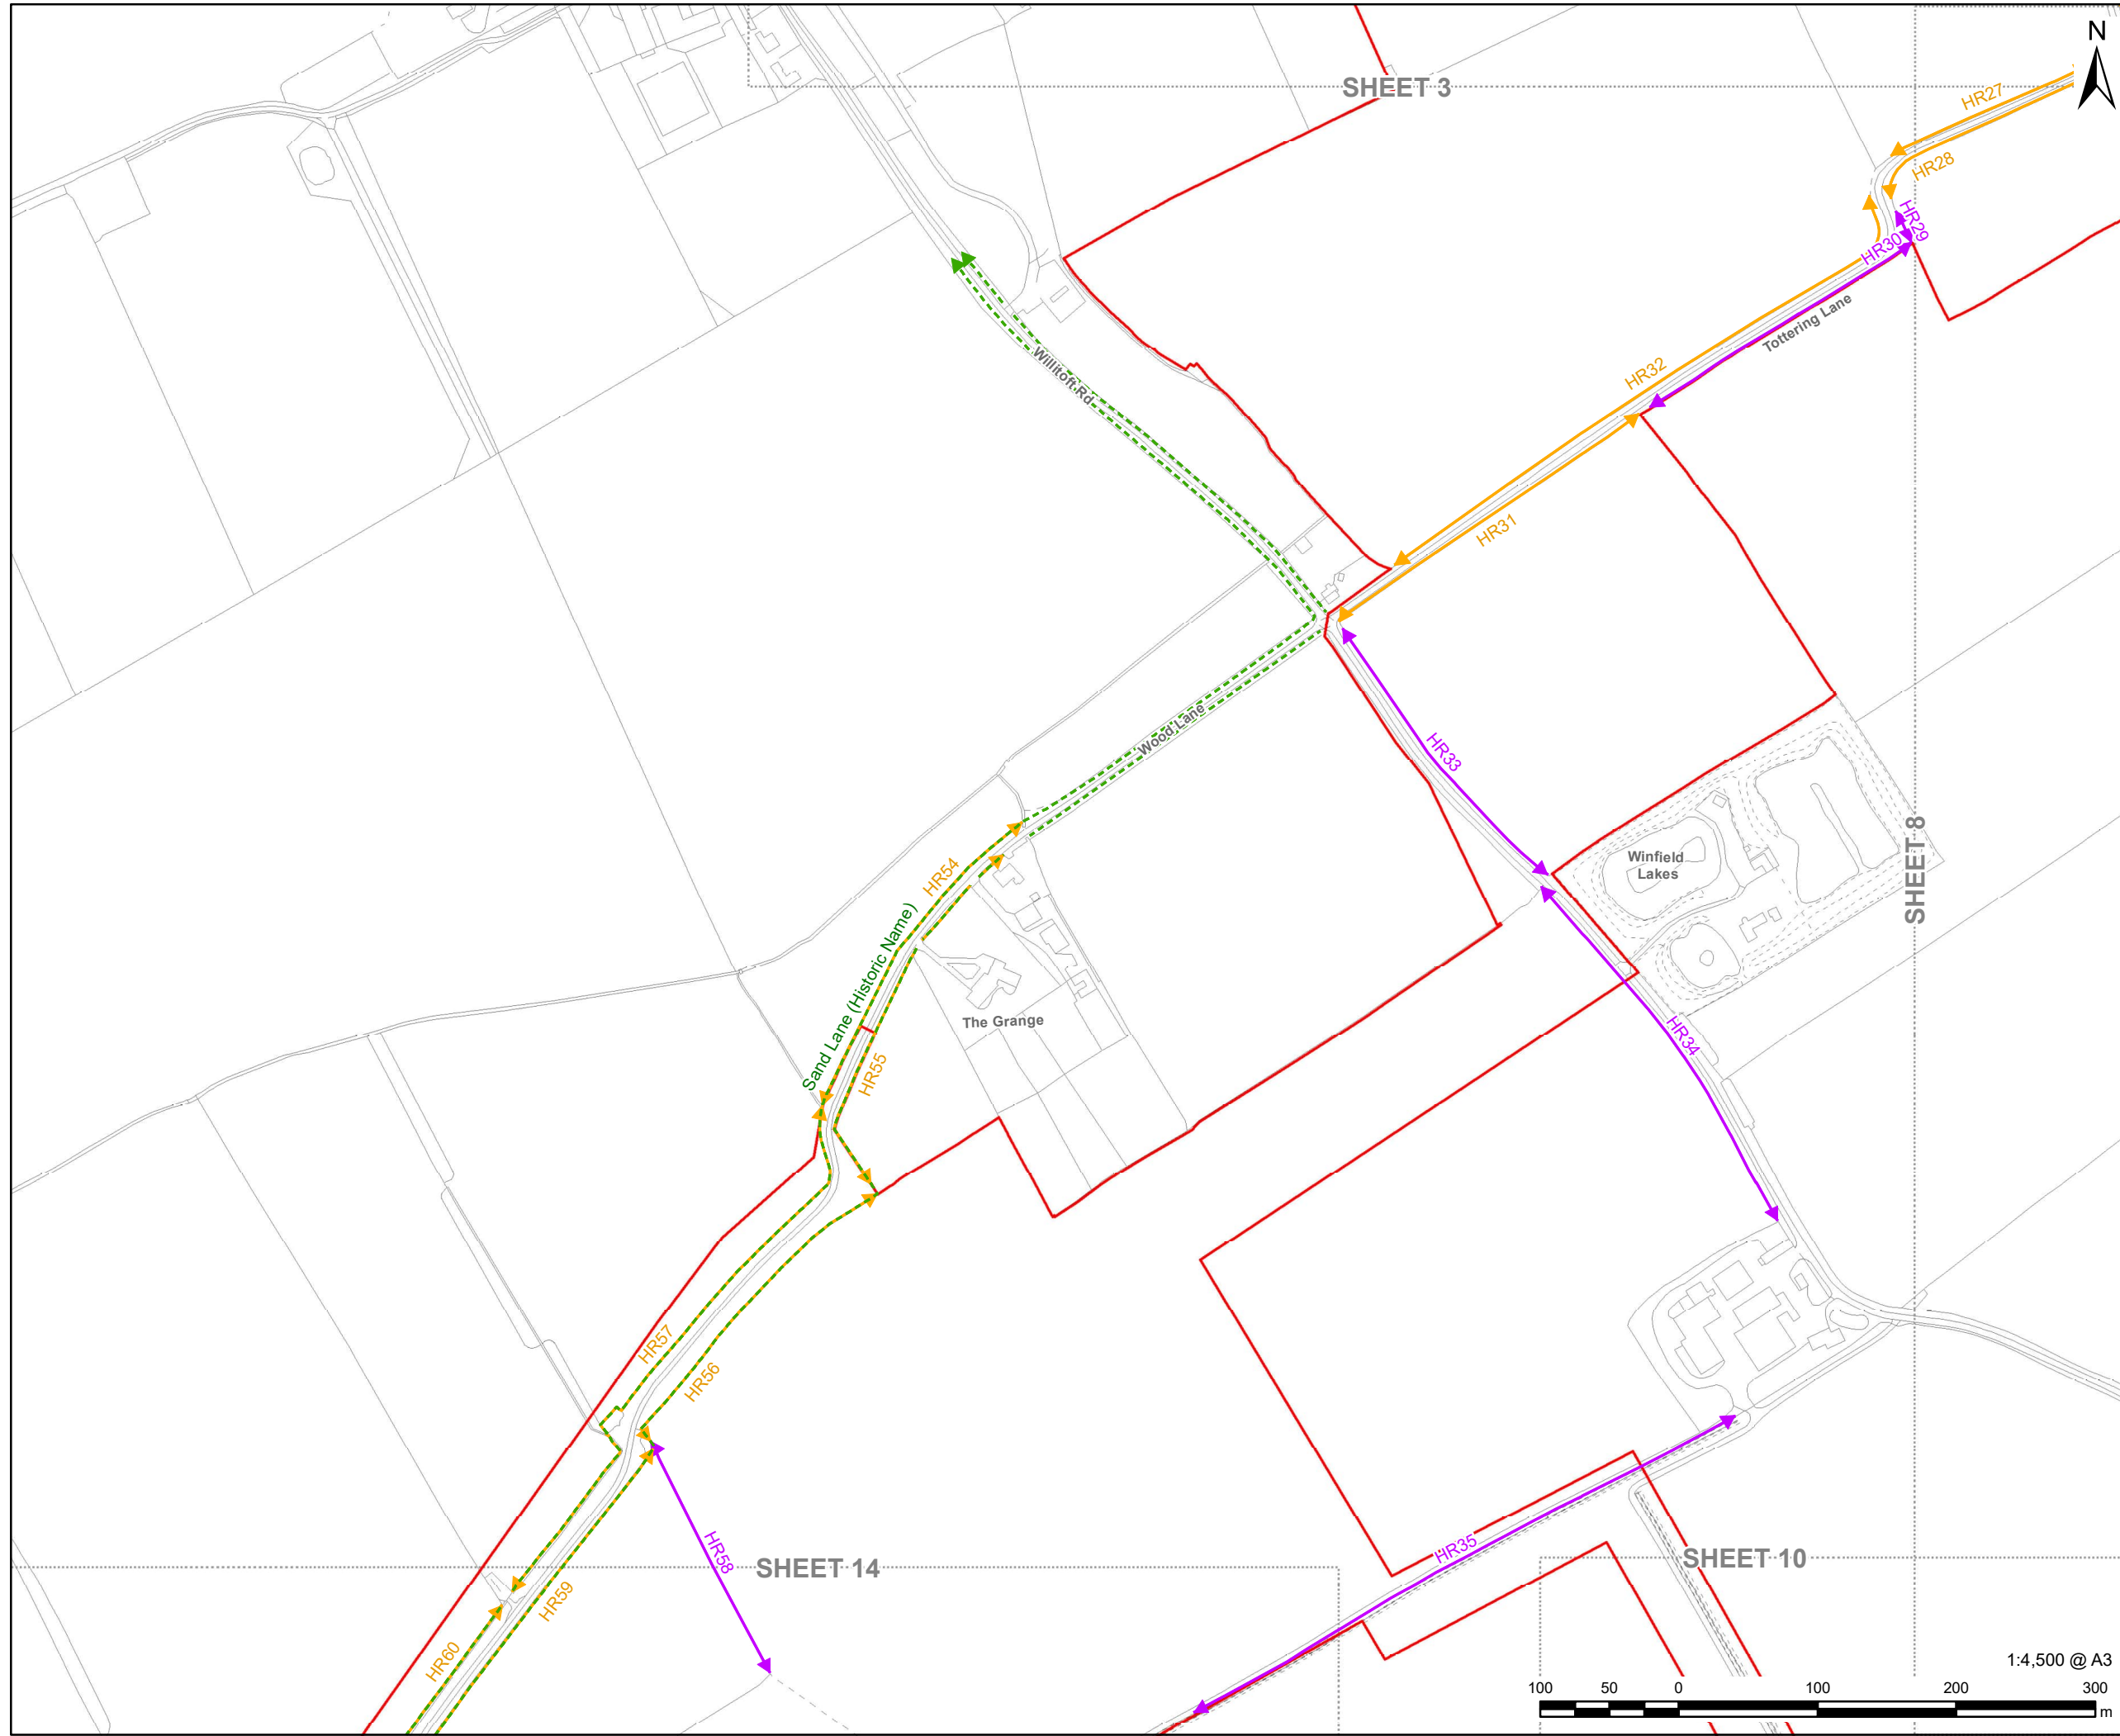 N
SHEET 3
HR27
HR28
HR29
HR30
Tottering Lane
HR32
HR31
Willitoft Rd
Wood Lane
HR33
Winfield
Lakes
SHEET 8
HR54
Sand Lane (Historic Name)
The Grange
HR55
HR34
HR57
HR56
HR58
SHEET 14
HR35
SHEET 10
HR59
HR60
1:4,500 @ A3
100 50 0 100 200 300
m